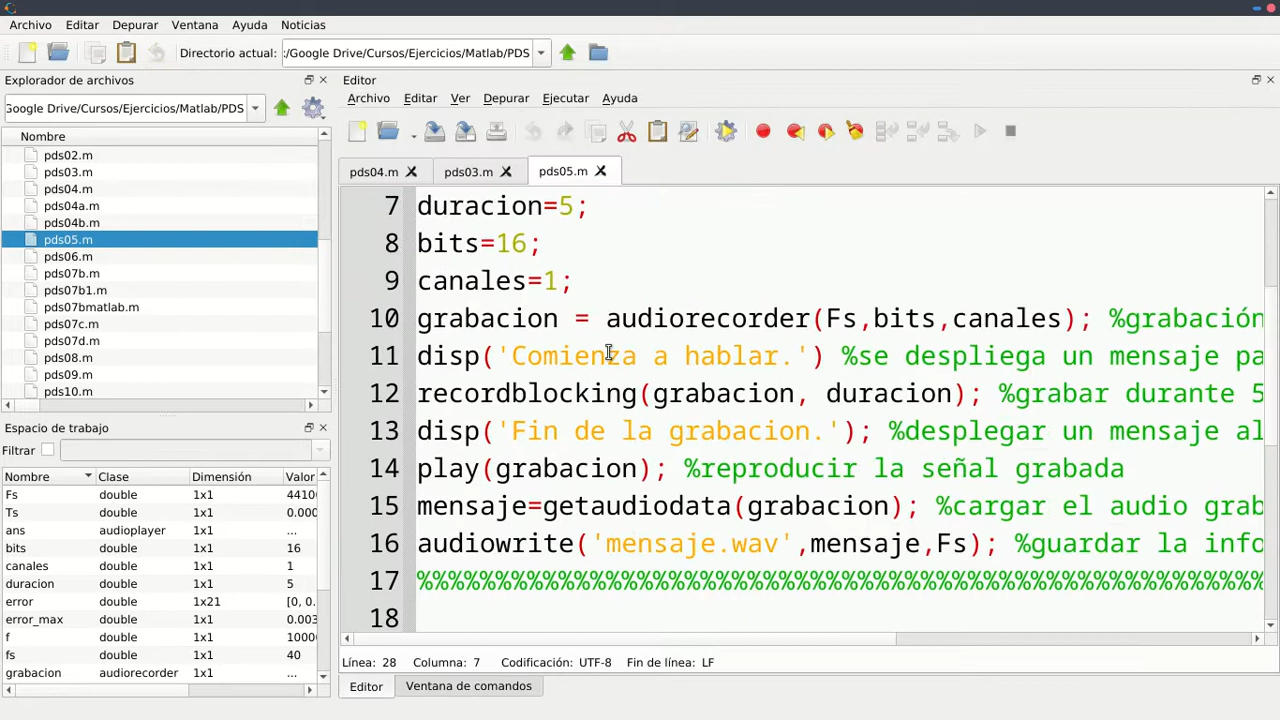 Archivo Editar Depurar Ventana Ayuda Noticias
Directorio actual: :/Google Drive/Cursos/Ejercicios/Matlab/PDS
Explorador de archivos
Google Drive/Cursos/Ejercicios/Matlab/PDS
Nombre
pds02.m
pds03.m
pds04.m
pds04a.m
pds04b.m
pds05.m
pds06.m
pds07b.m
pds07b1.m
pds07bmatlab.m
pds07c.m
pds07d.m
pds08.m
pds09.m
pds10.m
Espacio de trabajo
Filtrar
Nombre Clase Dimensión Valor
Fs double 1x1 4410
Ts double 1x1 0.000
ans audioplayer 1x1 ...
bits double 1x1 16
canales double 1x1 1
duracion double 1x1 5
error double 1x21 [0, 0.
error_max double 1x1 0.003
f double 1x1 1000
fs double 1x1 40
grabacion audiorecorder 1x1 ...
Editor
Archivo Editar Ver Depurar Ejecutar Ayuda
pds04.m pds03.m pds05.m
7 duracion=5;
8 bits=16;
9 canales=1;
10 grabacion = audiorecorder(Fs,bits,canales); %grabación
11 disp('Comienza a hablar.') %se despliega un mensaje pa
12 recordblocking(grabacion, duracion); %grabar durante 5
13 disp('Fin de la grabacion.'); %desplegar un mensaje al
14 play(grabacion); %reproducir la señal grabada
15 mensaje=getaudiodata(grabacion); %cargar el audio grab
16 audiowrite('mensaje.wav',mensaje,Fs); %guardar la info
17 %%%%%%%%%%%%%%%%%%%%%%%%%%%%%%%%%%%%%%%%%%%%%%%%%%%%%%
18
Línea: 28 Columna: 7 Codificación: UTF-8 Fin de línea: LF
Editor Ventana de comandos